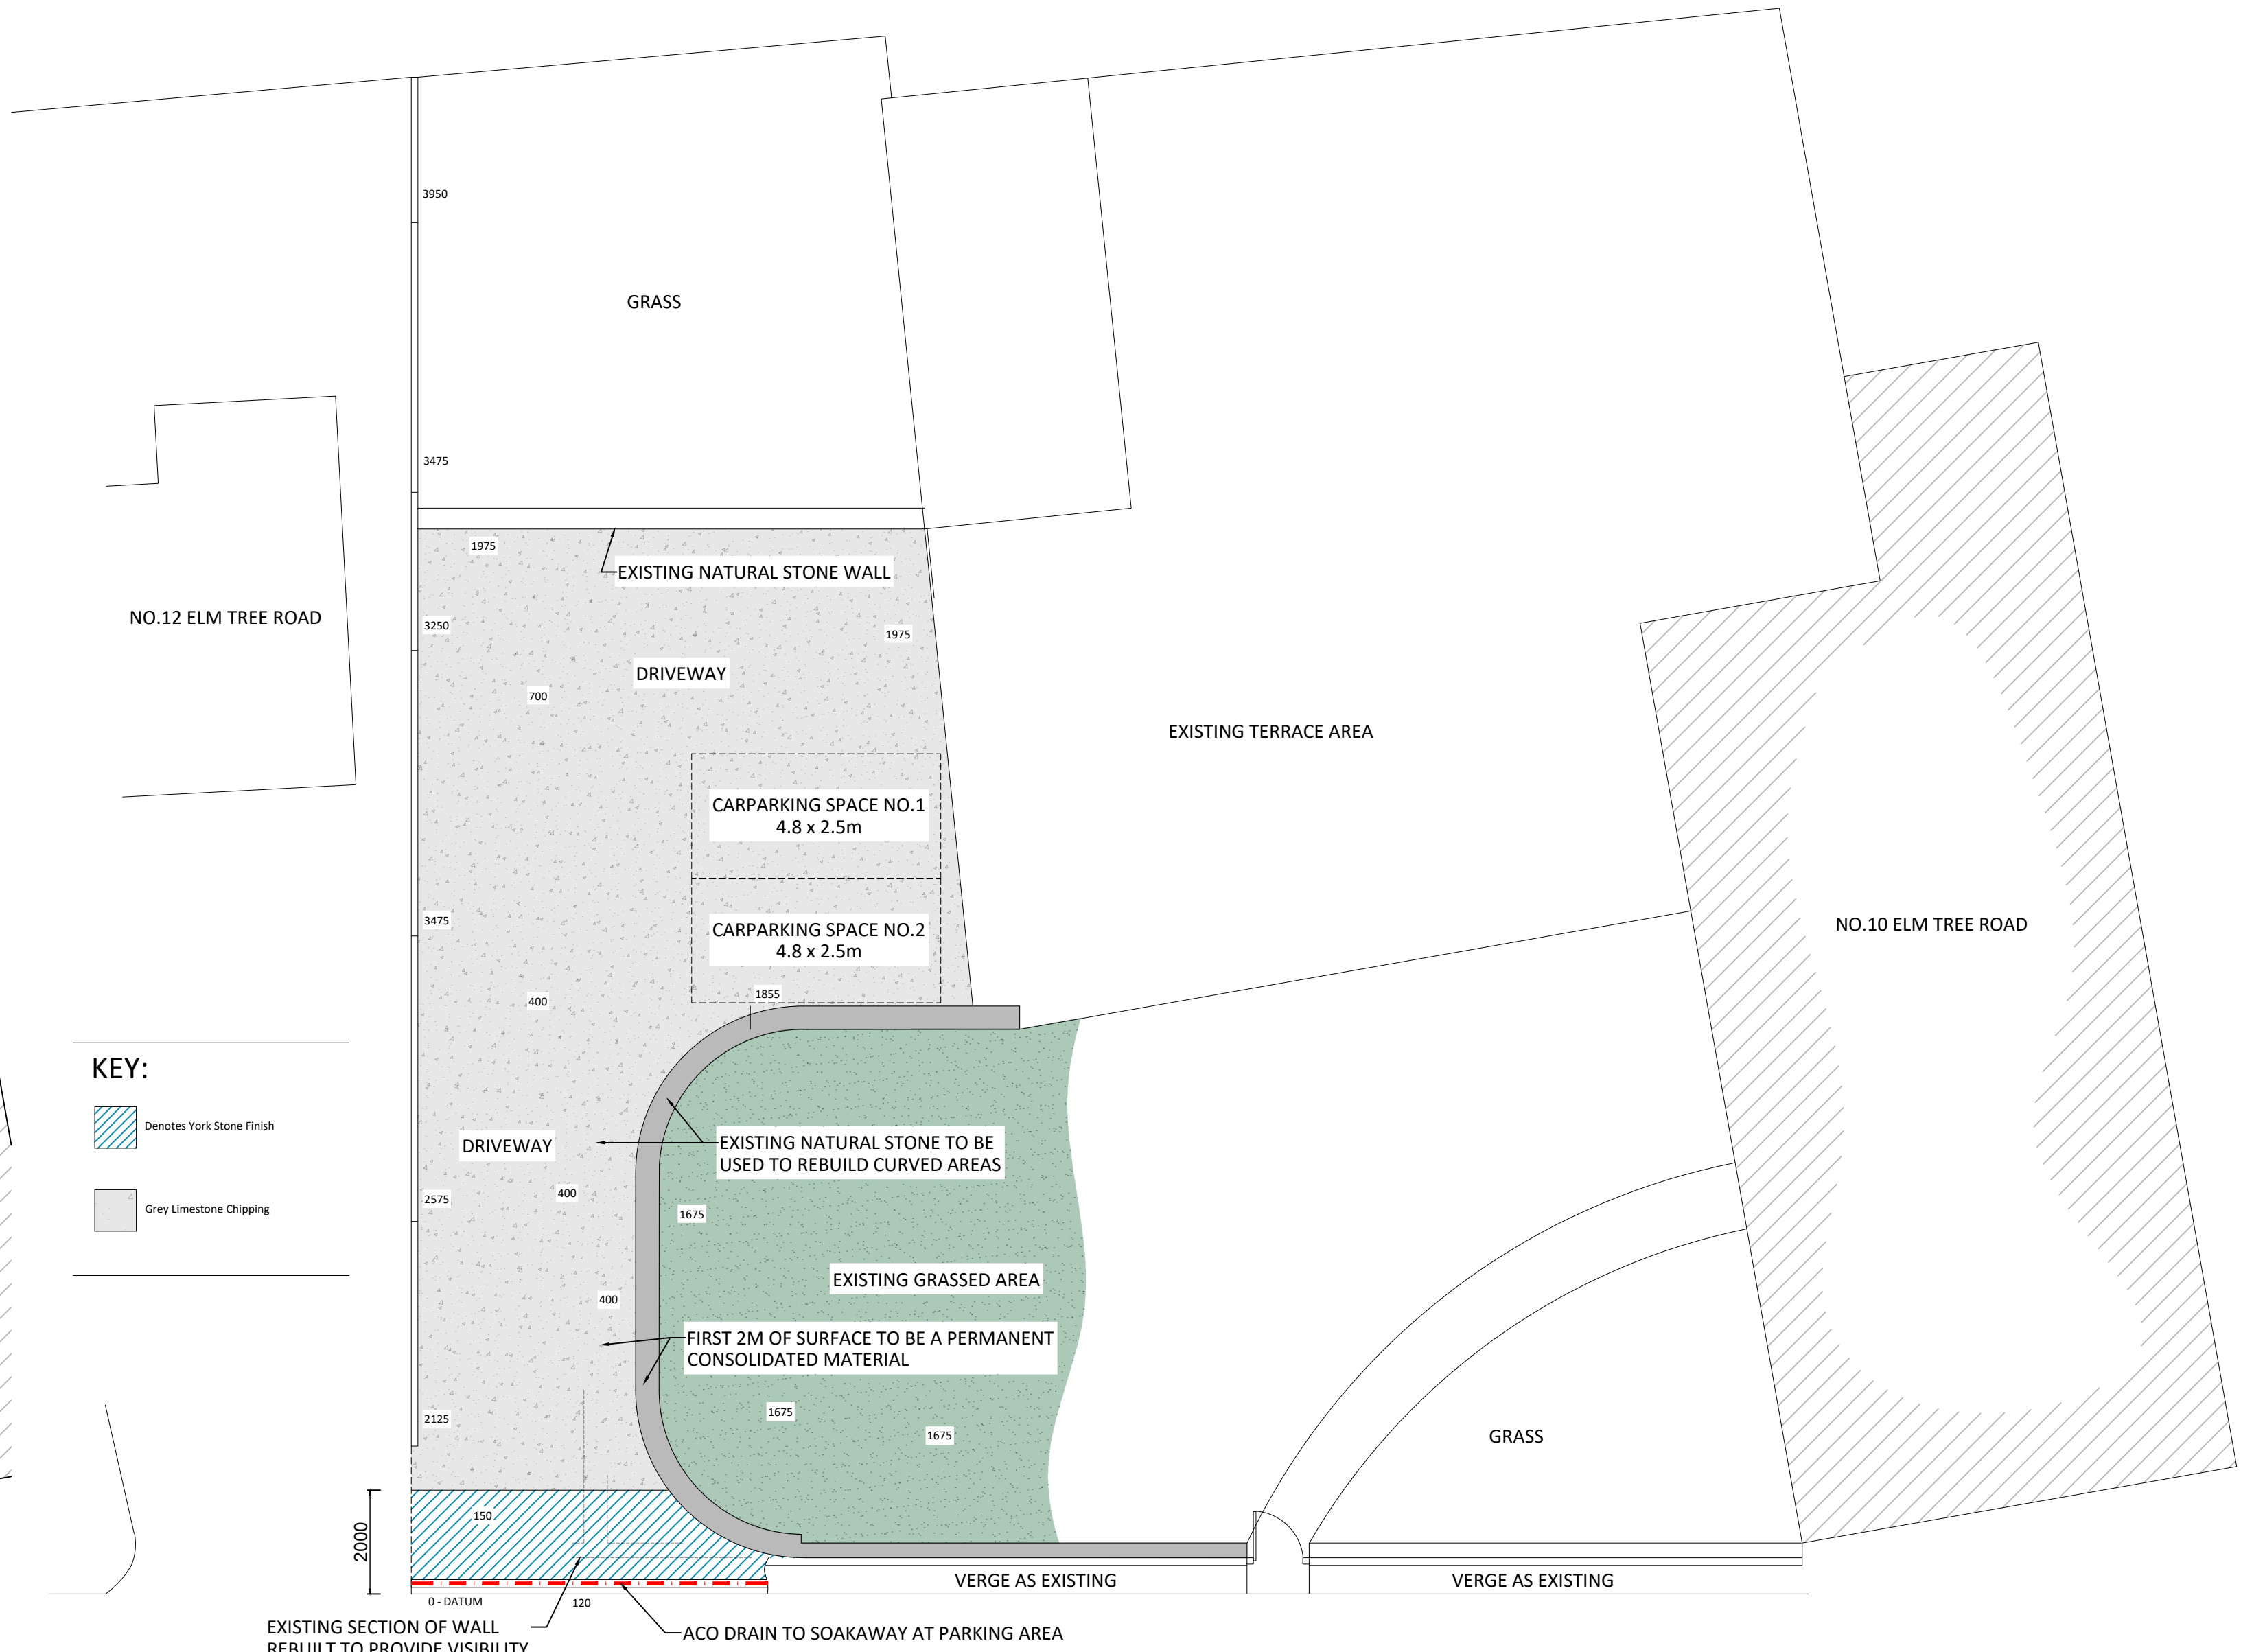 3950
GRASS
3475
1975
EXISTING NATURAL STONE WALL
NO.12 ELM TREE ROAD
3250
1975
DRIVEWAY
700
EXISTING TERRACE AREA
CARPARKING SPACE NO.1
4.8 x 2.5m
3475
CARPARKING SPACE NO.2
4.8 x 2.5m
NO.10 ELM TREE ROAD
1855
400
KEY:
Denotes York Stone Finish
Grey Limestone Chipping
DRIVEWAY
EXISTING NATURAL STONE TO BE
USED TO REBUILD CURVED AREAS
400
2575
1675
EXISTING GRASSED AREA
400
FIRST 2M OF SURFACE TO BE A PERMANENT
CONSOLIDATED MATERIAL
2125
1675
1675
GRASS
150
2000
VERGE AS EXISTING
VERGE AS EXISTING
0 - DATUM
120
EXISTING SECTION OF WALL
REBUILT TO PROVIDE VISIBILITY
ACO DRAIN TO SOAKAWAY AT PARKING AREA